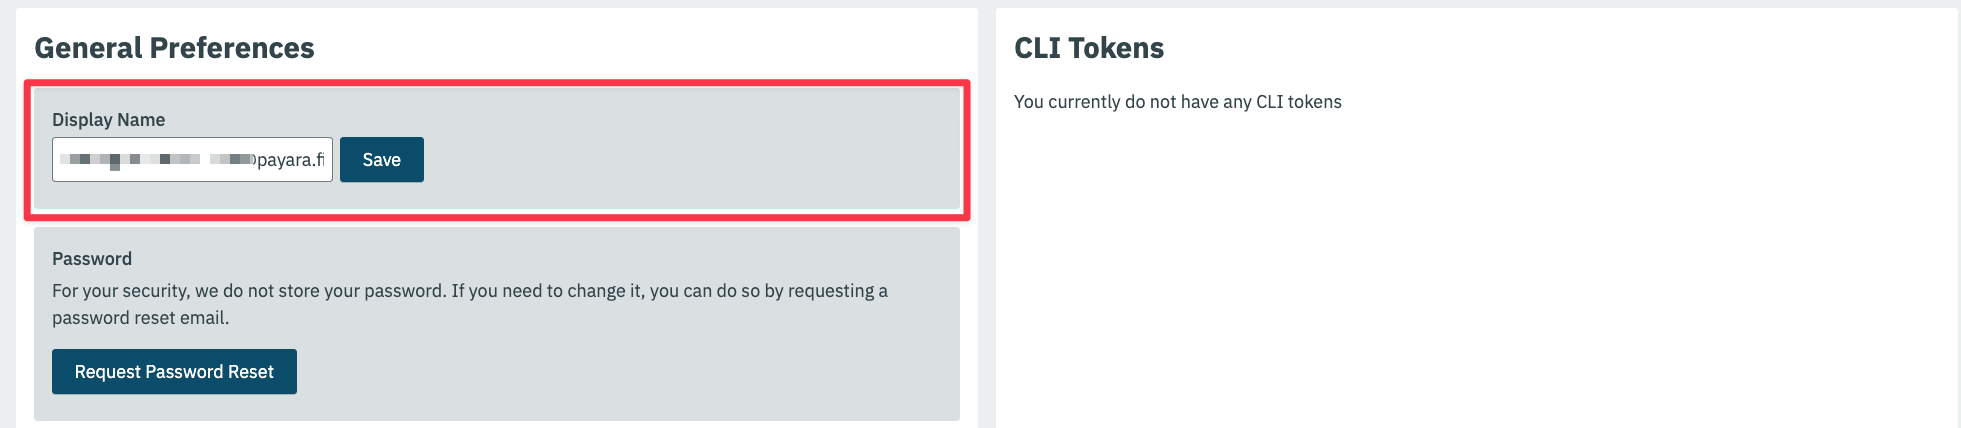 General Preferences
Display Name
@payara.fi
Save
Password
For your security, we do not store your password. If you need to change it, you can do so by requesting a
password reset email.
Request Password Reset
CLI Tokens
You currently do not have any CLI tokens